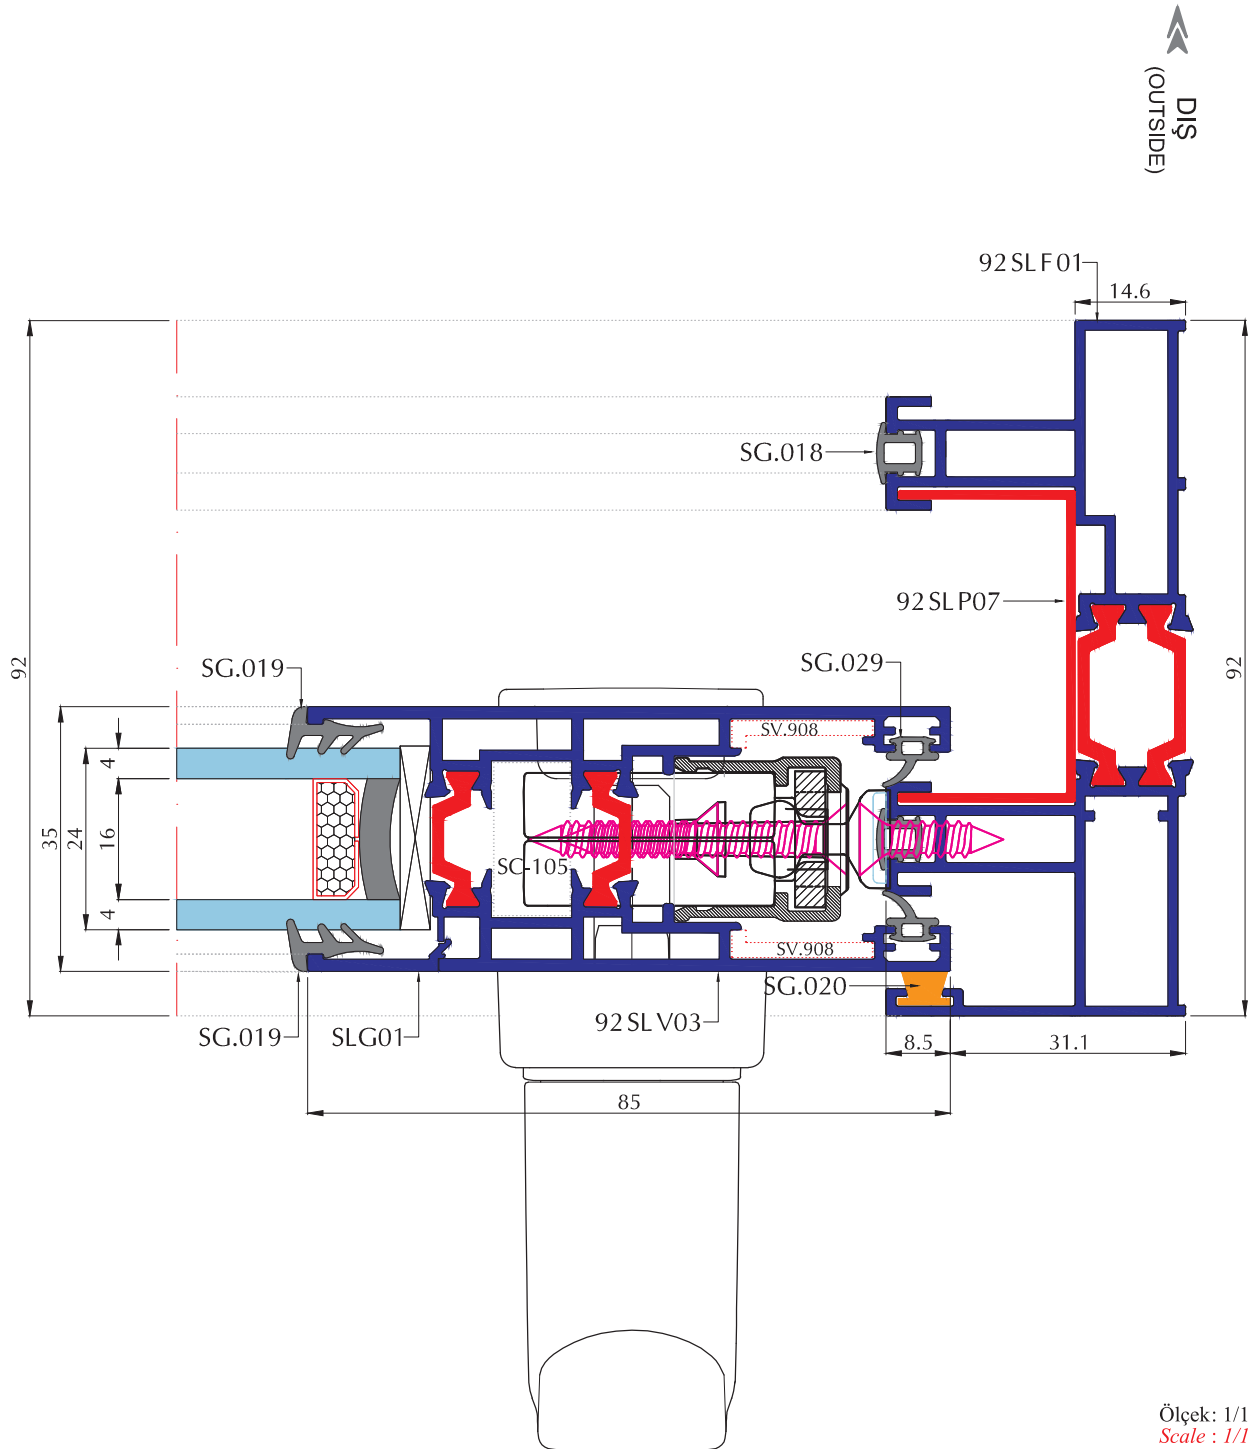 DIŞ
(OUTSIDE)
92 SL F 01
14.6
SG.018
92 SL P07
92
92
SG.019
SG.029
SV.908
4
35
24
16
SC-105
4
SV.908
SG.020
SG.019
SLG01
92 SL V03
8.5
31.1
85
Ölçek: 1/1
Scale : 1/1